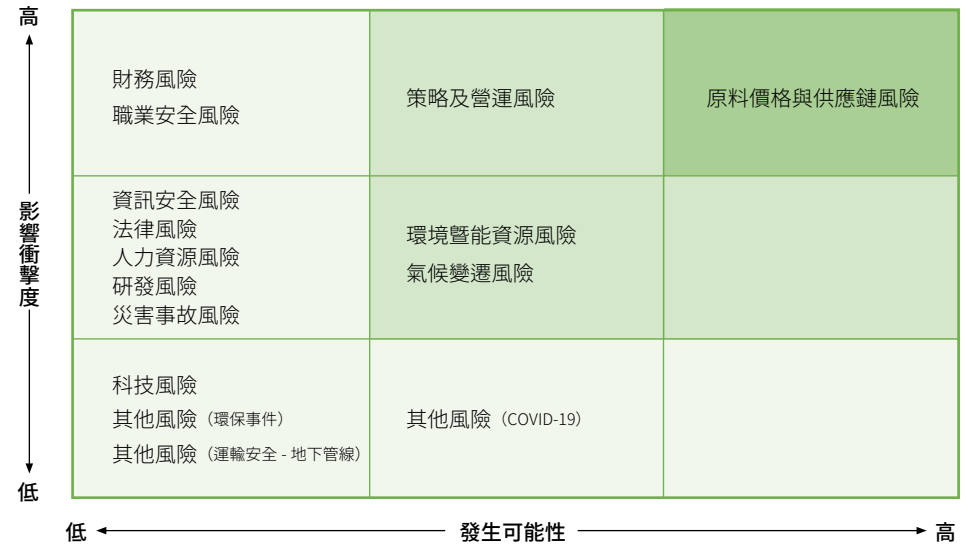 高
影響衝擊度
低
財務風險
職業安全風險
策略及營運風險
原料價格與供應鏈風險
資訊安全風險
法律風險
人力資源風險
研發風險
災害事故風險
環境暨能資源風險
氣候變遷風險
科技風險
其他風險（環保事件）
其他風險（運輸安全 - 地下管線）
其他風險（COVID-19）
低
發生可能性
高